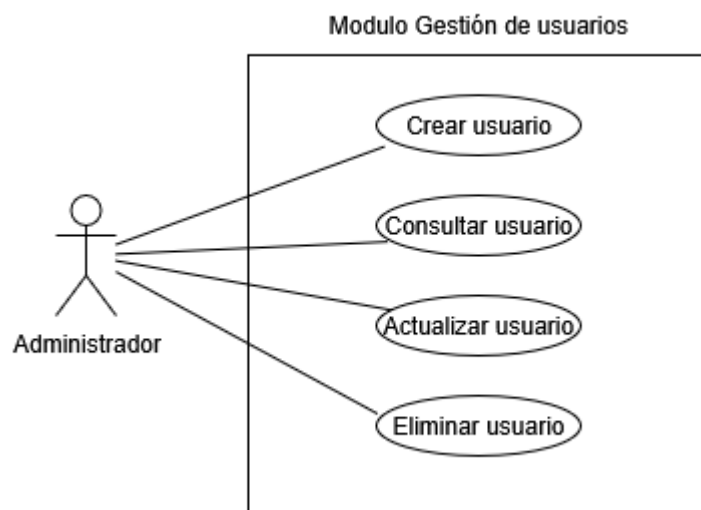 Modulo Gestión de usuarios
Crear usuario
Consultar usuario
Actualizar usuario
Administrador
Eliminar usuario